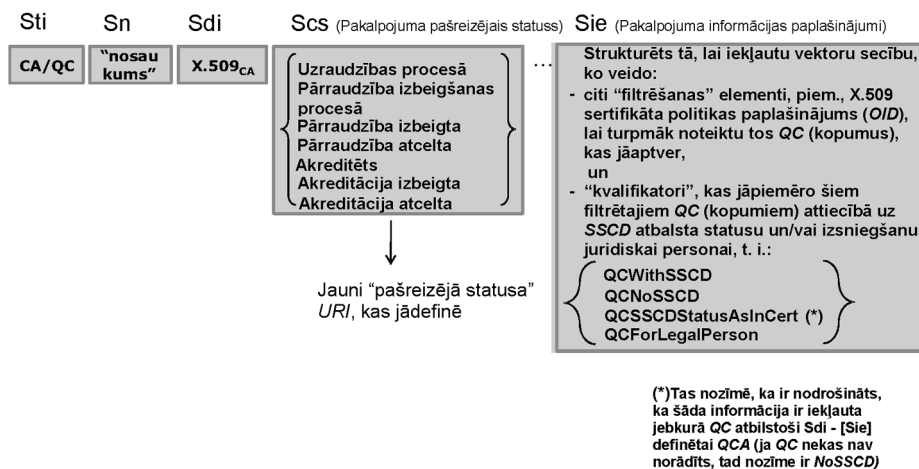 Sti Sn Sdi Scs (Pakalpojuma pašreizējais statuss) Sie (Pakalpojuma informācijas paplašinājumi)
CA/QC
“nosau
kums”
X.509CA
Uzraudzības procesā
Pārraudzība izbeigšanas
procesā
Pārraudzība izbeigta
Pārraudzība atcelta
Akreditēts
Akreditācija izbeigta
Akreditācija atcelta
...
Strukturēts tā, lai iekļautu vektoru secību,
ko veido:
- citi “filtrēšanas” elementi, piem., X.509
sertifikāta politikas paplašinājums (OID),
lai turpmāk noteiktu tos QC (kopumus),
kas jāaptver,
un
- “kvalifikatori”, kas jāpiemēro šiem
filtrētajiem QC (kopumiem) attiecībā uz
SSCD atbalsta statusu un/vai izsniegšanu
juridiskai personai, t. i.:
QCWithSSCD
QCNoSSCD
QCSSCDStatusAsInCert (*)
QCForLegalPerson
Jauni “pašreizējā statusa”
URI, kas jādefinē
(*)Tas nozīmē, ka ir nodrošināts,
ka šāda informācija ir iekļauta
jebkurā QC atbilstoši Sdi - [Sie]
definētai QCA (ja QC nekas nav
norādīts, tad nozīme ir NoSSCD)